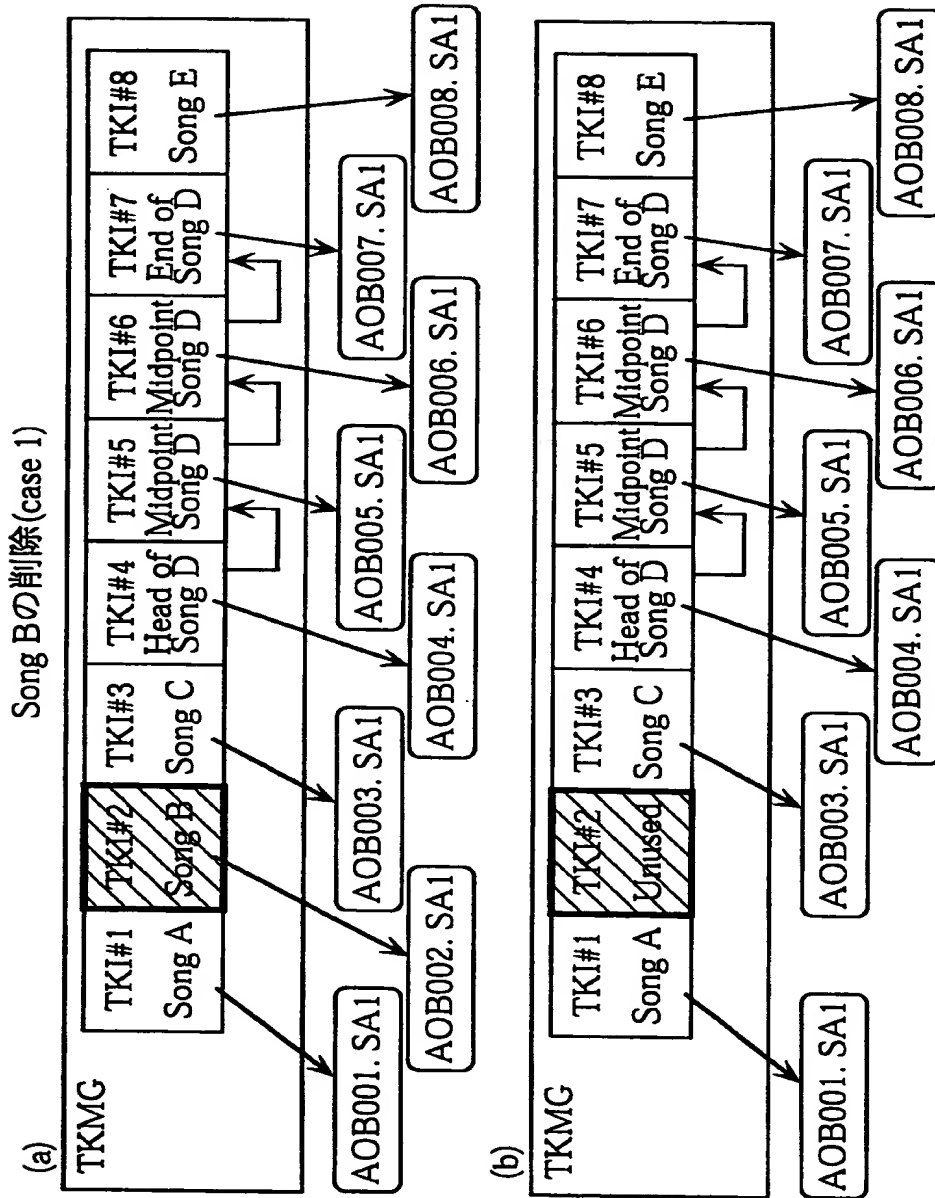 Song Bの削除(case 1)
(a)
TKMG
TKI#1
Song A
TKI#2
Song B
TKI#3
Song C
TKI#4
Head of
Song D
TKI#5
Midpoint
Song D
TKI#6
Midpoint
Song D
TKI#7
End of
Song D
TKI#8
Song E
AOB001. SA1
AOB002. SA1
AOB003. SA1
AOB004. SA1
AOB005. SA1
AOB006. SA1
AOB007. SA1
AOB008. SA1
(b)
TKMG
TKI#1
Song A
TKI#2
Unused
TKI#3
Song C
TKI#4
Head of
Song D
TKI#5
Midpoint
Song D
TKI#6
Midpoint
Song D
TKI#7
End of
Song D
TKI#8
Song E
AOB001. SA1
AOB003. SA1
AOB004. SA1
AOB005. SA1
AOB006. SA1
AOB007. SA1
AOB008. SA1